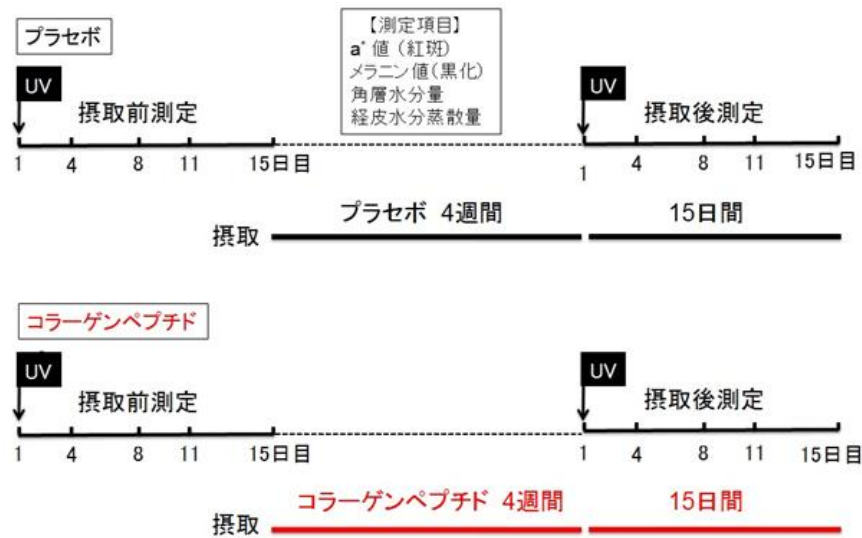 プラセボ
【測定項目】
a*値(紅斑)
メラニン値(黒化)
角層水分量
経皮水分蒸散量
UV
摂取前測定
1 4 8 11 15日目
UV
摂取後測定
1 4 8 11 15日目
摂取 プラセボ 4週間 15日間
コラーゲンペプチド
UV
摂取前測定
1 4 8 11 15日目
UV
摂取後測定
1 4 8 11 15日目
摂取 コラーゲンペプチド 4週間 15日間